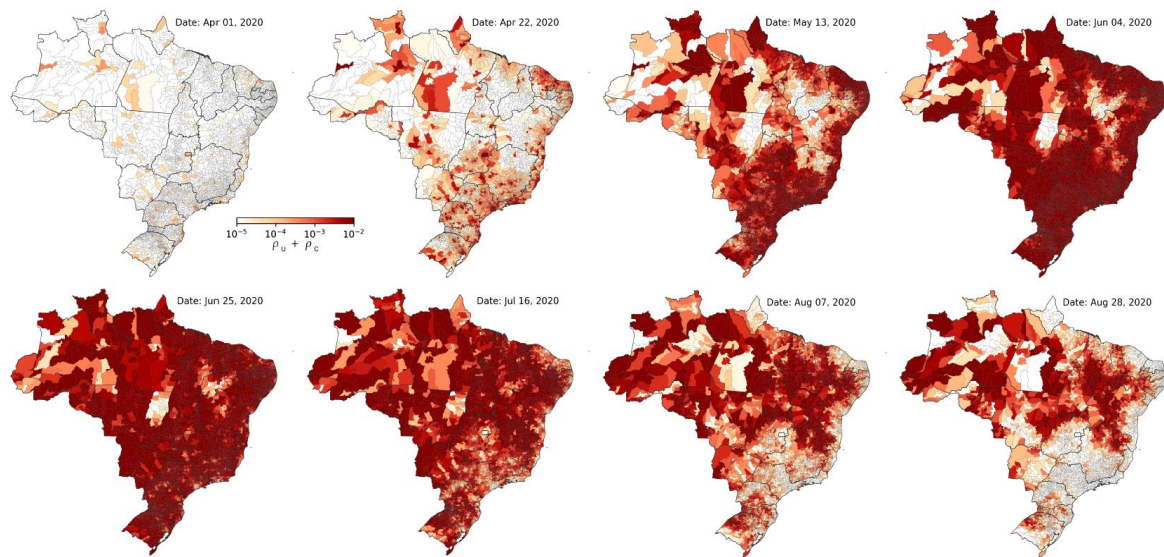 Date: Apr 01, 2020
Date: Apr 22, 2020
Date: May 13, 2020
Date: Jun 04, 2020
10⁻⁵ 10⁻⁴ 10⁻³ 10⁻²
ρ_U + ρ_C
Date: Jun 25, 2020
Date: Jul 16, 2020
Date: Aug 07, 2020
Date: Aug 28, 2020